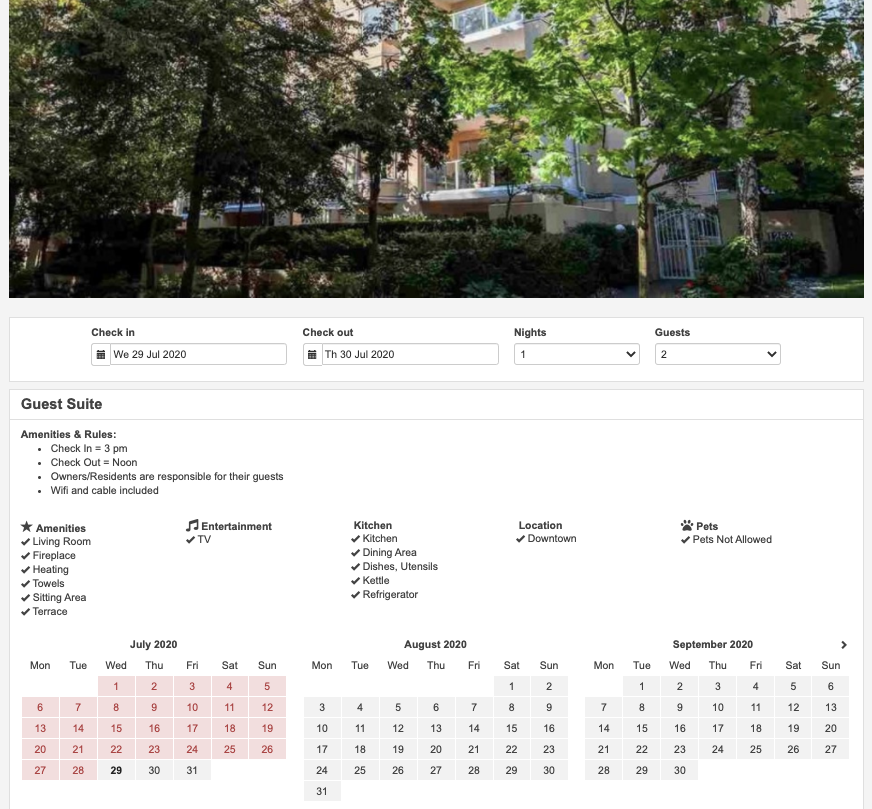 Check in Check out Nights Guests
We 29 Jul 2020 Th 30 Jul 2020 1 2
Guest Suite
Amenities & Rules:
• Check In = 3 pm
• Check Out = Noon
• Owners/Residents are responsible for their guests
• Wifi and cable included
Amenities
Living Room
Fireplace
Heating
Towels
Sitting Area
Terrace
Entertainment
TV
Kitchen
Kitchen
Dining Area
Dishes, Utensils
Kettle
Refrigerator
Location
Downtown
Pets
Pets Not Allowed
July 2020
Mon Tue Wed Thu Fri Sat Sun
1 2 3 4 5
6 7 8 9 10 11 12
13 14 15 16 17 18 19
20 21 22 23 24 25 26
27 28 29 30 31
August 2020
Mon Tue Wed Thu Fri Sat Sun
1 2
3 4 5 6 7 8 9
10 11 12 13 14 15 16
17 18 19 20 21 22 23
24 25 26 27 28 29 30
31
September 2020
Mon Tue Wed Thu Fri Sat Sun
1 2 3 4 5 6
7 8 9 10 11 12 13
14 15 16 17 18 19 20
21 22 23 24 25 26 27
28 29 30